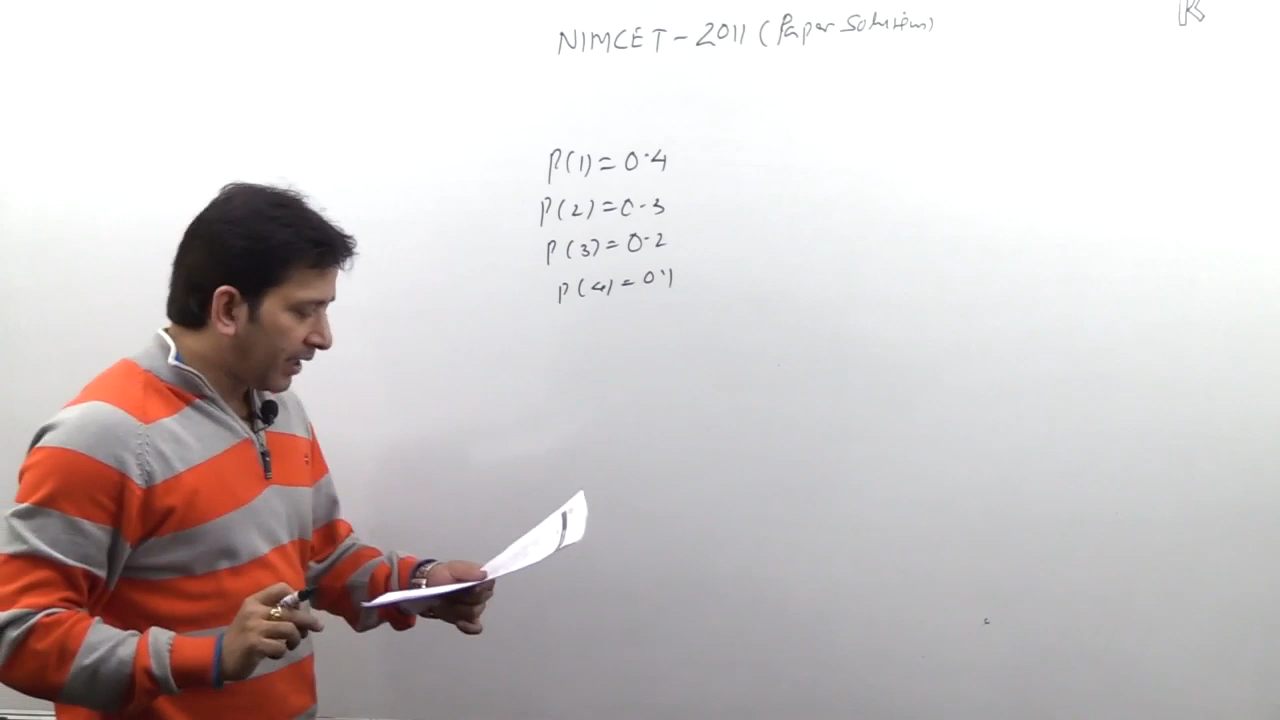 NIMCET-2011 (Paper Solution)
P(1)=0.4
P(2)=0.3
P(3)=0.2
P(4)=0.1